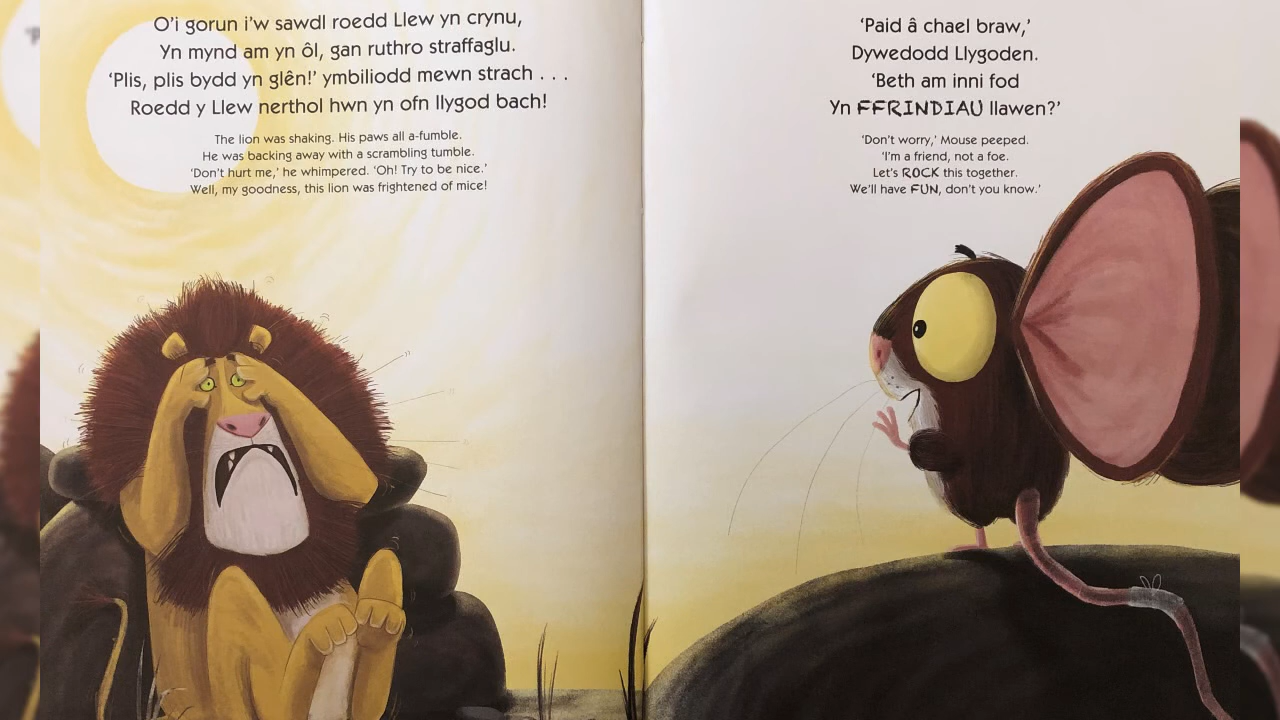 O’i gorun i’w sawdl roedd Llew yn crynu,
Yn mynd am yn ôl, gan ruthro straffaglu.
‘Plis, plis bydd yn glên!’ ymbiliodd mewn strach . . .
Roedd y Llew nerthol hwn yn ofn llygod bach!
The lion was shaking. His paws all a-fumble.
He was backing away with a scrambling tumble.
‘Don’t hurt me,’ he whimpered. ‘Oh! Try to be nice.’
Well, my goodness, this lion was frightened of mice!
‘Paid â chael braw,’
Dywedodd Llygoden.
‘Beth am inni fod
Yn FFRINDIAU llawen?’
‘Don’t worry,’ Mouse peeped.
‘I’m a friend, not a foe.
Let’s ROCK this together.
We’ll have FUN, don’t you know.’